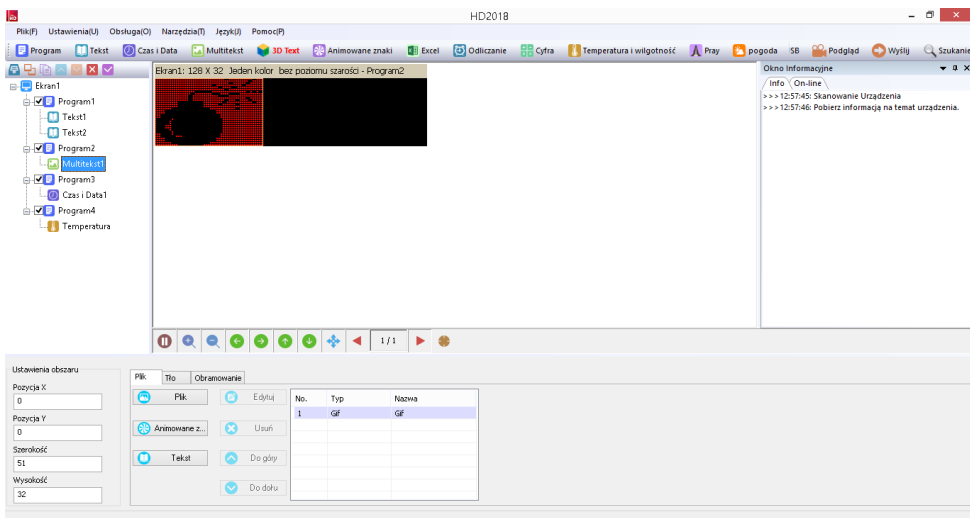 HD2018
Plik(F) Ustawienia(U) Obsługa(O) Narzędzia(T) Język(J) Pomoc(P)
Program Tekst Czas i Data Multitekst 3D Text Animowane znaki Excel Odliczanie Cyfra Temperatura i wilgotność Pray pogoda SB Podgląd Wyślij Szukanie
Ekran1
Program1
Tekst1
Tekst2
Program2
Multitekst1
Program3
Czas i Data1
Program4
Temperatura
Ekran1: 128 X 32 Jeden kolor bez poziomu szarości - Program2
Okno Informacyjne
Info On-line
>>>12:57:45: Skanowanie Urządzenia
>>>12:57:46: Pobierz informacją na temat urządzenia.
1/1
Ustawienia obszaru
Pozycja X
0
Pozycja Y
0
Szerokość
51
Wysokość
32
Plik Tło Obramowanie
Plik Edytuj
Animowane z... Usuń
Tekst Do góry
Do dołu
No. Typ Nazwa
1 Gif Gif